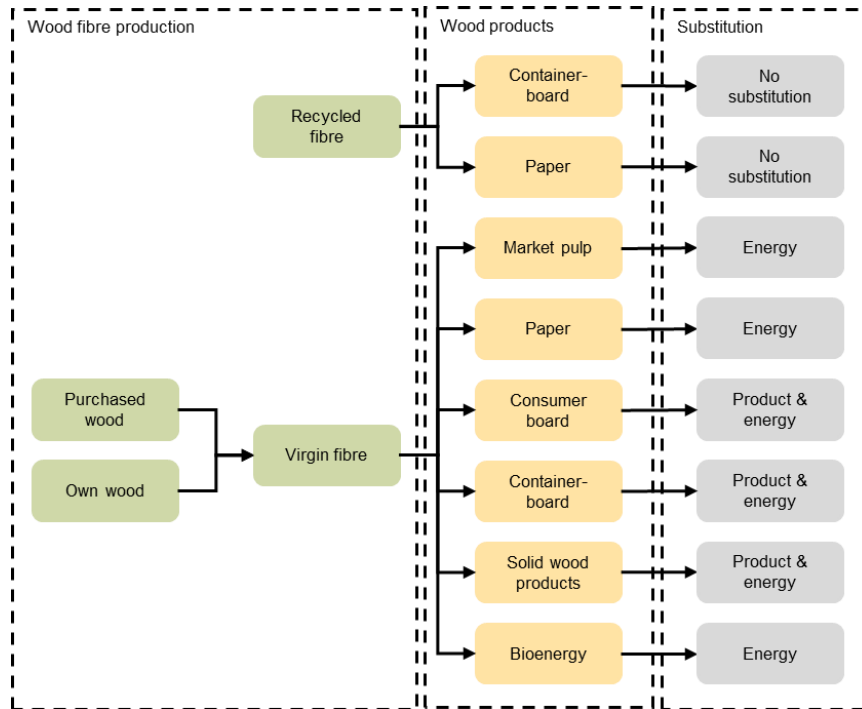 Wood fibre production
Wood products
Substitution
Recycled
fibre
Container-
board
No
substitution
Paper
No
substitution
Market pulp
Energy
Paper
Energy
Purchased
wood
Own wood
Virgin fibre
Consumer
board
Product &
energy
Container-
board
Product &
energy
Solid wood
products
Product &
energy
Bioenergy
Energy